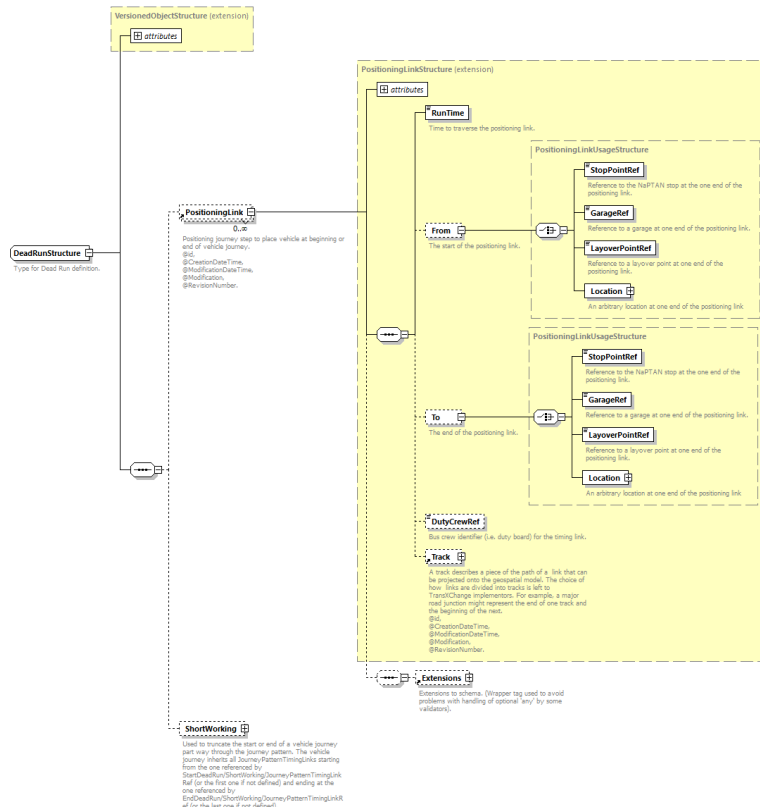 VersionedObjectStructure (extension)
attributes
PositioningLinkStructure (extension)
attributes
RunTime
Time to traverse the positioning link.
PositioningLinkUsageStructure
StopPointRef
Reference to the NaPTAN stop at the one end of the
positioning link.
GarageRef
Reference to a garage at one end of the positioning link.
From
The start of the positioning link.
LayoverPointRef
Reference to a layover point at one end of the
positioning link.
Location
An arbitrary location at one end of the positioning link
PositioningLink
0..∞
Positioning journey step to place vehicle at beginning or
end of vehicle journey.
@id,
@CreationDateTime,
@ModificationDateTime,
@Modification,
@RevisionNumber.
DeadRunStructure
Type for Dead Run definition.
PositioningLinkUsageStructure
StopPointRef
Reference to the NaPTAN stop at the one end of the
positioning link.
GarageRef
Reference to a garage at one end of the positioning link.
To
The end of the positioning link.
LayoverPointRef
Reference to a layover point at one end of the
positioning link.
Location
An arbitrary location at one end of the positioning link
DutyCrewRef
Bus crew identifier (i.e. duty board) for the timing link.
Track
A track describes a piece of the path of a link that can
be projected onto the geospatial model. The choice of
how links are divided into tracks is left to
TransXChange implementors. For example, a major
road junction might represent the end of one track and
the beginning of the next.
@id,
@CreationDateTime,
@ModificationDateTime,
@Modification,
@RevisionNumber.
Extensions
Extensions to schema. (Wrapper tag used to avoid
problems with handling of optional 'any' by some
validators).
ShortWorking
Used to truncate the start or end of a vehicle journey
part way through the journey pattern. The vehicle
journey inherits all JourneyPatternTimingLinks starting
from the one referenced by
StartDeadRun/ShortWorking/JourneyPatternTimingLink
Ref (or the first one if not defined) and ending at the
one referenced by
EndDeadRun/ShortWorking/JourneyPatternTimingLinkR
ef (or the last one if not defined)